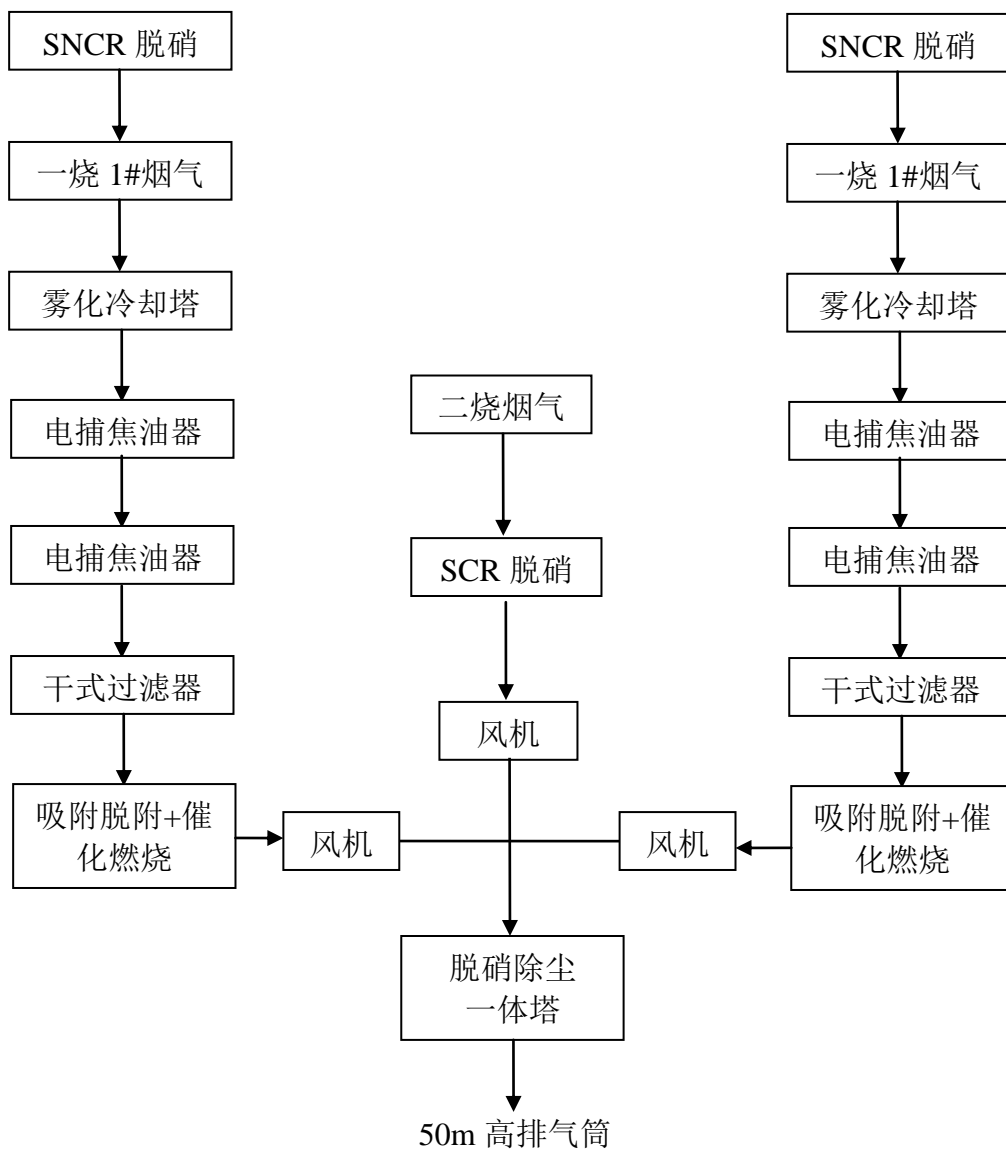 SNCR 脱硝
一烧 1#烟气
雾化冷却塔
电捕焦油器
电捕焦油器
干式过滤器
吸附脱附+催
化燃烧
风机
二烧烟气
SCR 脱硝
风机
SNCR 脱硝
一烧 1#烟气
雾化冷却塔
电捕焦油器
电捕焦油器
干式过滤器
吸附脱附+催
化燃烧
风机
脱硝除尘
一体塔
50m 高排气筒